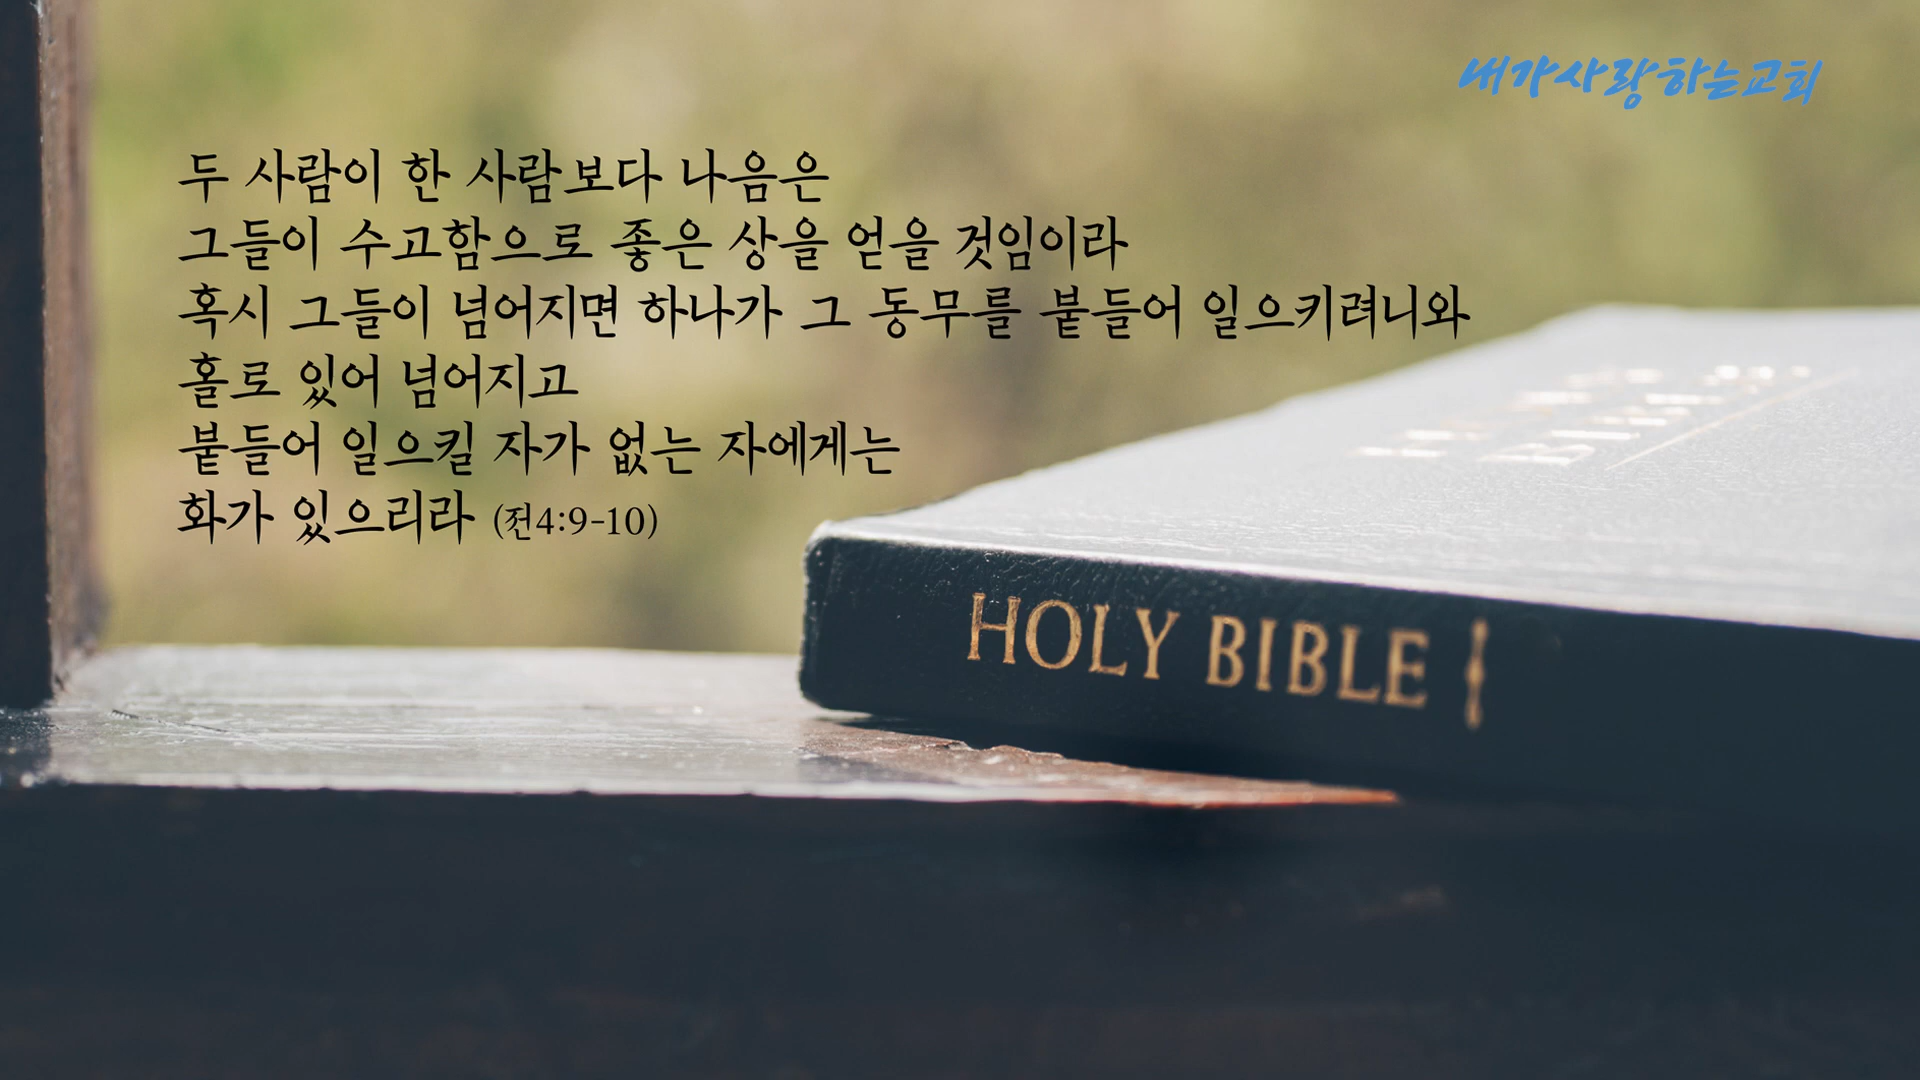 내가사랑하는교회
두 사람이 한 사람보다 나음은
그들이 수고함으로 좋은 상을 얻을 것임이라
혹시 그들이 넘어지면 하나가 그 동무를 붙들어 일으키려니와
홀로 있어 넘어지고
붙들어 일으킬 자가 없는 자에게는
화가 있으리라 (전4:9-10)
HOLY BIBLE